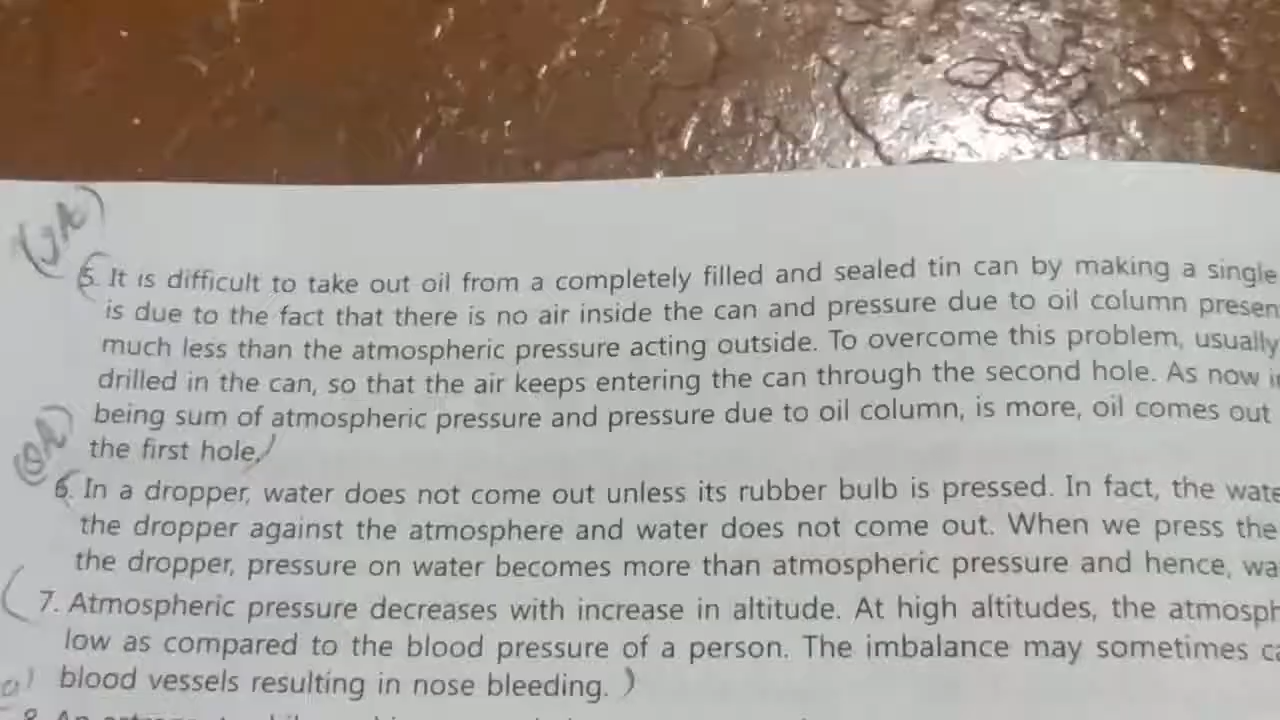 5. It is difficult to take out oil from a completely filled and sealed tin can by making a single
is due to the fact that there is no air inside the can and pressure due to oil column presen
much less than the atmospheric pressure acting outside. To overcome this problem, usually
drilled in the can, so that the air keeps entering the can through the second hole. As now i
being sum of atmospheric pressure and pressure due to oil column, is more, oil comes out
the first hole.
6. In a dropper, water does not come out unless its rubber bulb is pressed. In fact, the wate
the dropper against the atmosphere and water does not come out. When we press the
the dropper, pressure on water becomes more than atmospheric pressure and hence, wa
7. Atmospheric pressure decreases with increase in altitude. At high altitudes, the atmosph
low as compared to the blood pressure of a person. The imbalance may sometimes ca
blood vessels resulting in nose bleeding.